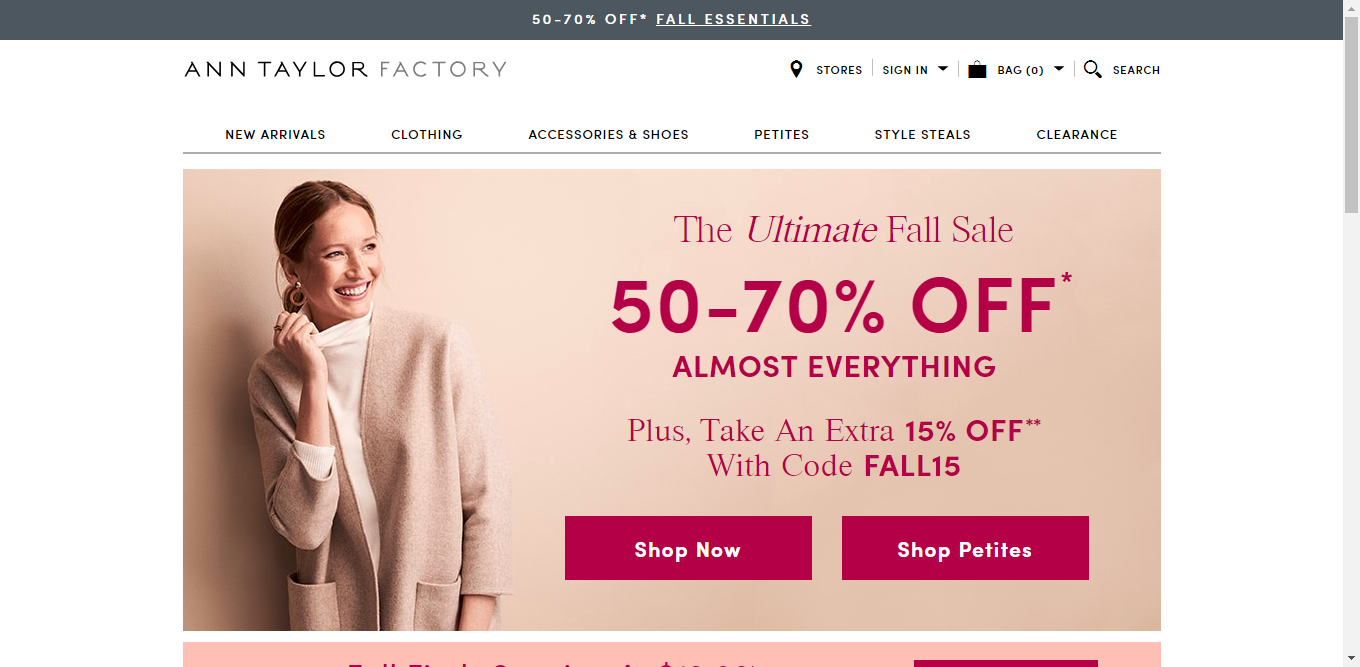 50-70% OFF* FALL ESSENTIALS
ANN TAYLOR FACTORY
STORES
SIGN IN
BAG (0)
SEARCH
NEW ARRIVALS
CLOTHING
ACCESSORIES & SHOES
PETITES
STYLE STEALS
CLEARANCE
The Ultimate Fall Sale
50-70% OFF*
ALMOST EVERYTHING
Plus, Take An Extra 15% OFF**
With Code FALL15
Shop Now
Shop Petites